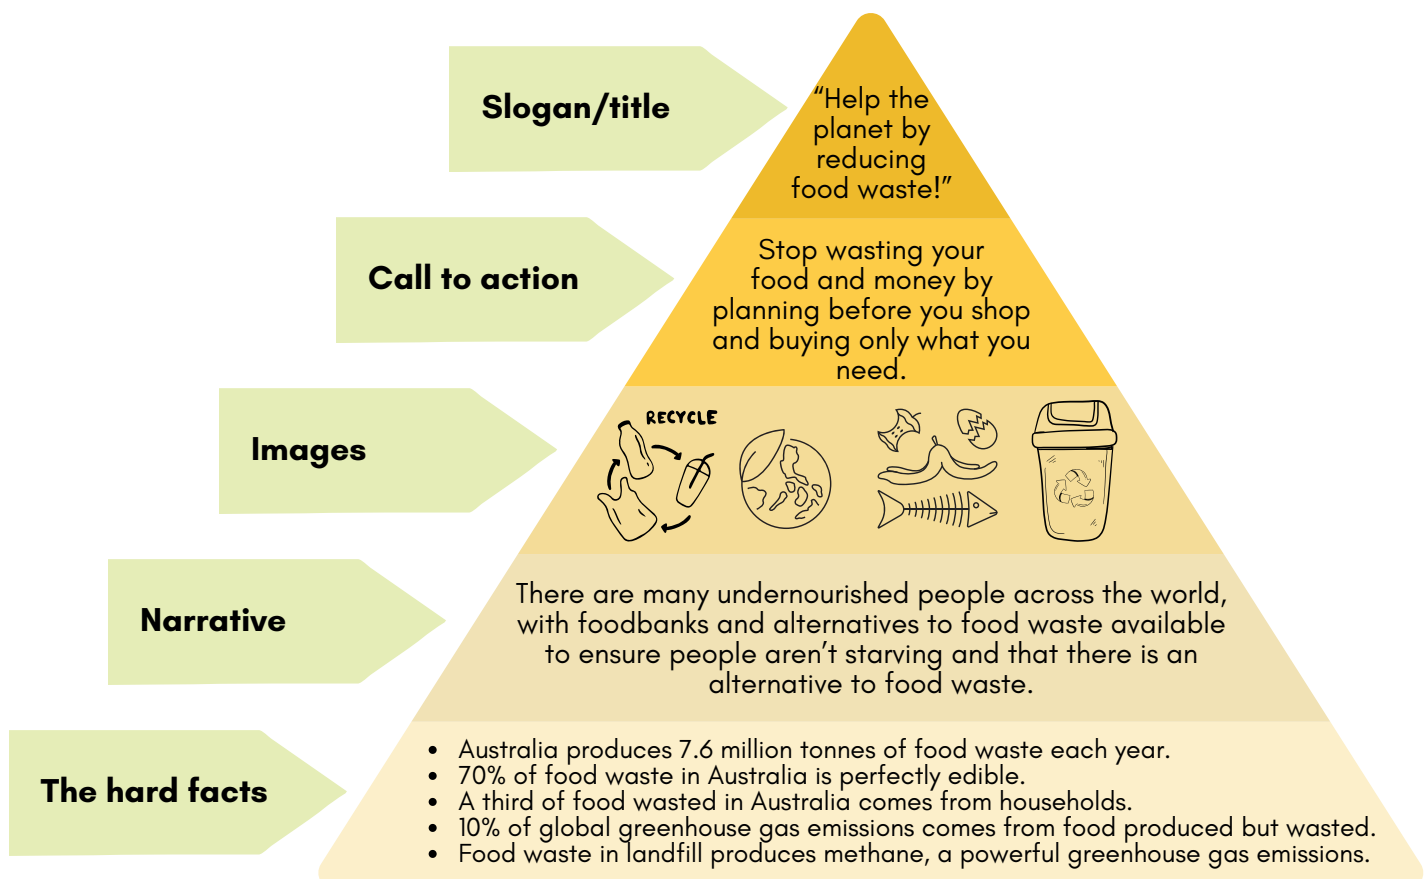 Slogan/title
“Help the
planet by
reducing
food waste!”
Call to action
Stop wasting your
food and money by
planning before you shop
and buying only what you
need.
Images
RECYCLE
Narrative
There are many undernourished people across the world,
with foodbanks and alternatives to food waste available
to ensure people aren’t starving and that there is an
alternative to food waste.
The hard facts
• Australia produces 7.6 million tonnes of food waste each year.
• 70% of food waste in Australia is perfectly edible.
• A third of food wasted in Australia comes from households.
• 10% of global greenhouse gas emissions comes from food produced but wasted.
• Food waste in landfill produces methane, a powerful greenhouse gas emissions.